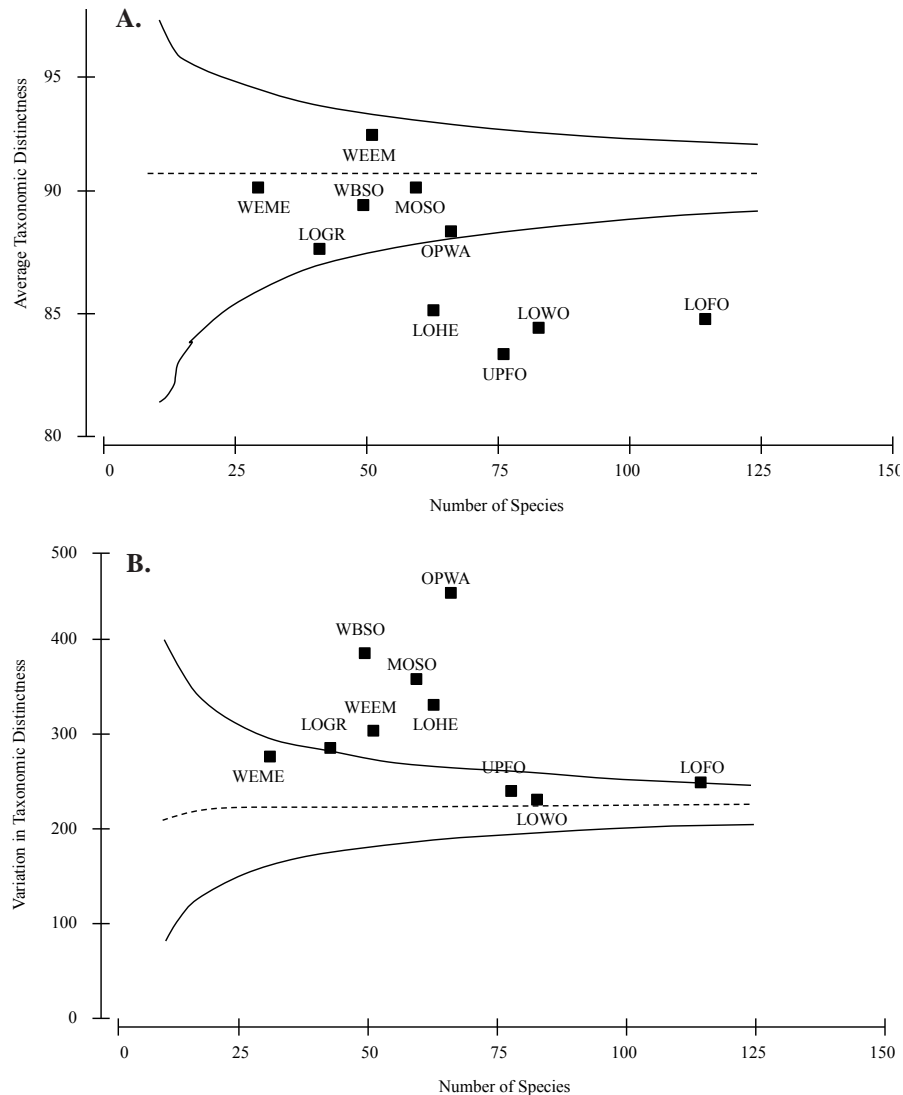 A.
95
Average Taxonomic Distinctness
WEEM
90
WBSO
WEME
MOSO
LOGR
OPWA
85
LOHE
LOWO
LOFO
UPFO
80
0 25 50 75 100 125 150
Number of Species
B.
500
OPWA
WBSO
400
MOSO
WEEM
LOGR
LOHE
300
WEME
UPFO
LOFO
Variation in Taxonomic Distinctness
200
LOWO
100
0
0 25 50 75 100 125 150
Number of Species